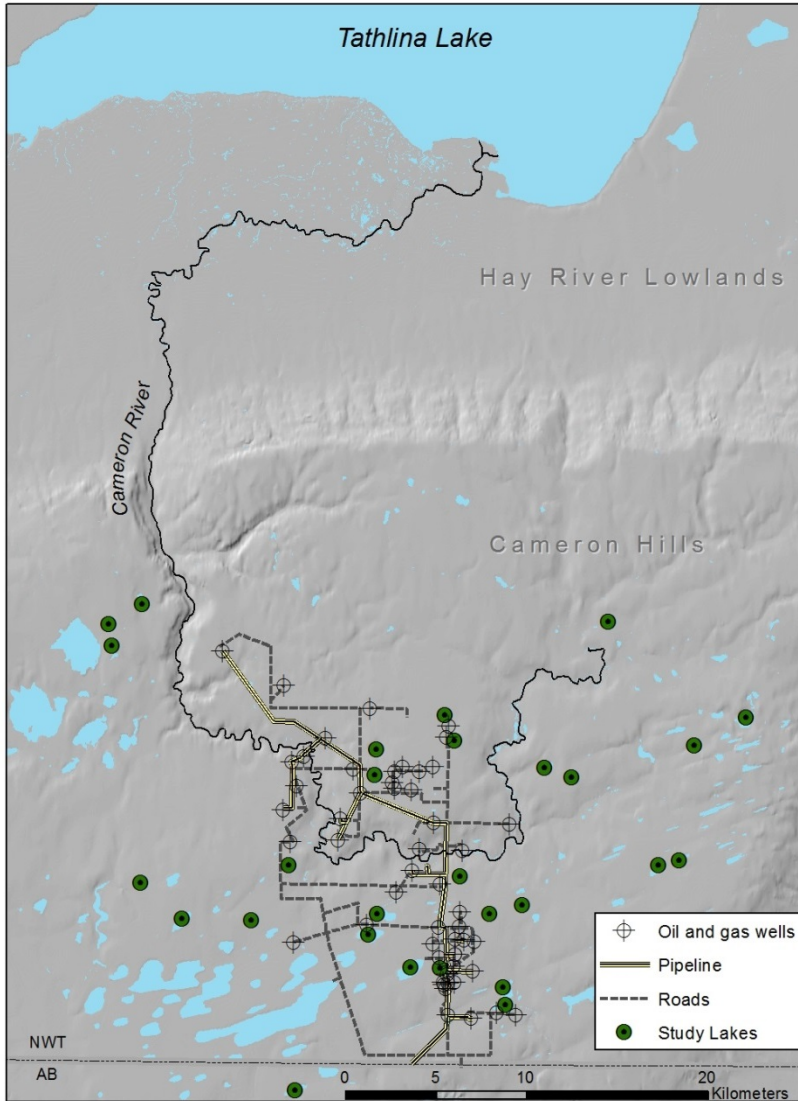 Tathlina Lake
Hay River Lowlands
Cameron River
Cameron Hills
Oil and gas wells
Pipeline
Roads
Study Lakes
NWT
AB
0 5 10 20
Kilometers